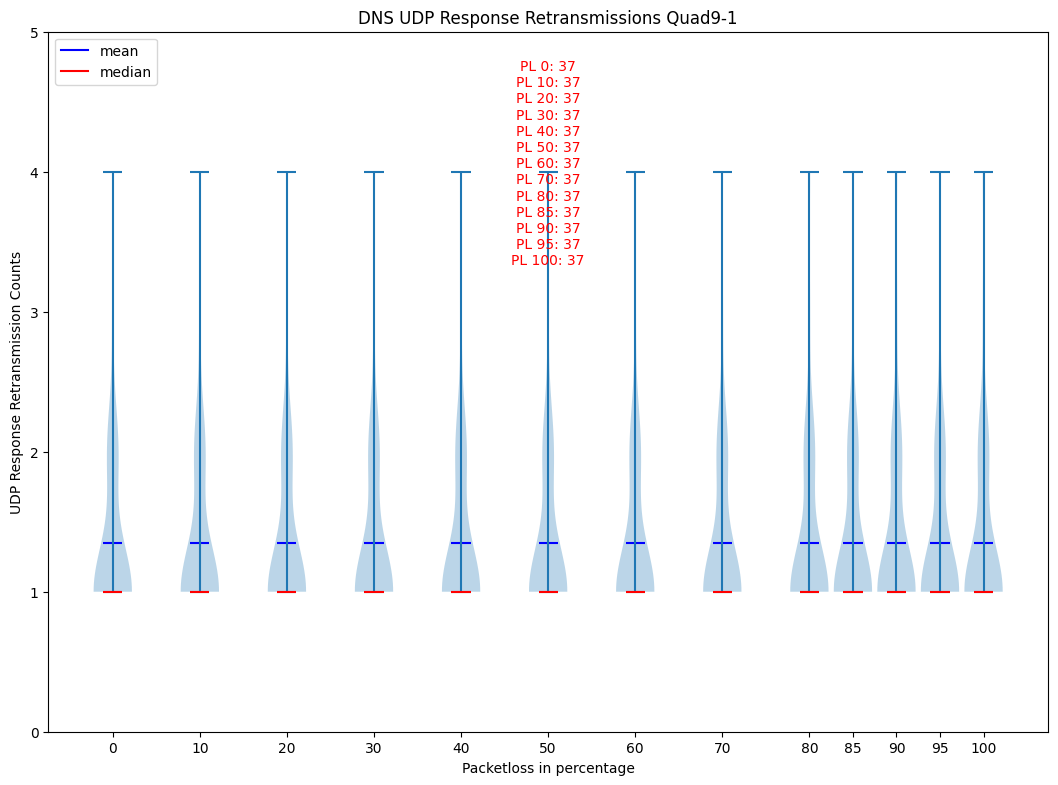 DNS UDP Response Retransmissions Quad9-1
mean
median
PL 0: 37
PL 10: 37
PL 20: 37
PL 30: 37
PL 40: 37
PL 50: 37
PL 60: 37
PL 70: 37
PL 80: 37
PL 85: 37
PL 90: 37
PL 95: 37
PL 100: 37
UDP Response Retransmission Counts
5
4
3
2
1
0
0 10 20 30 40 50 60 70 80 85 90 95 100
Packetloss in percentage